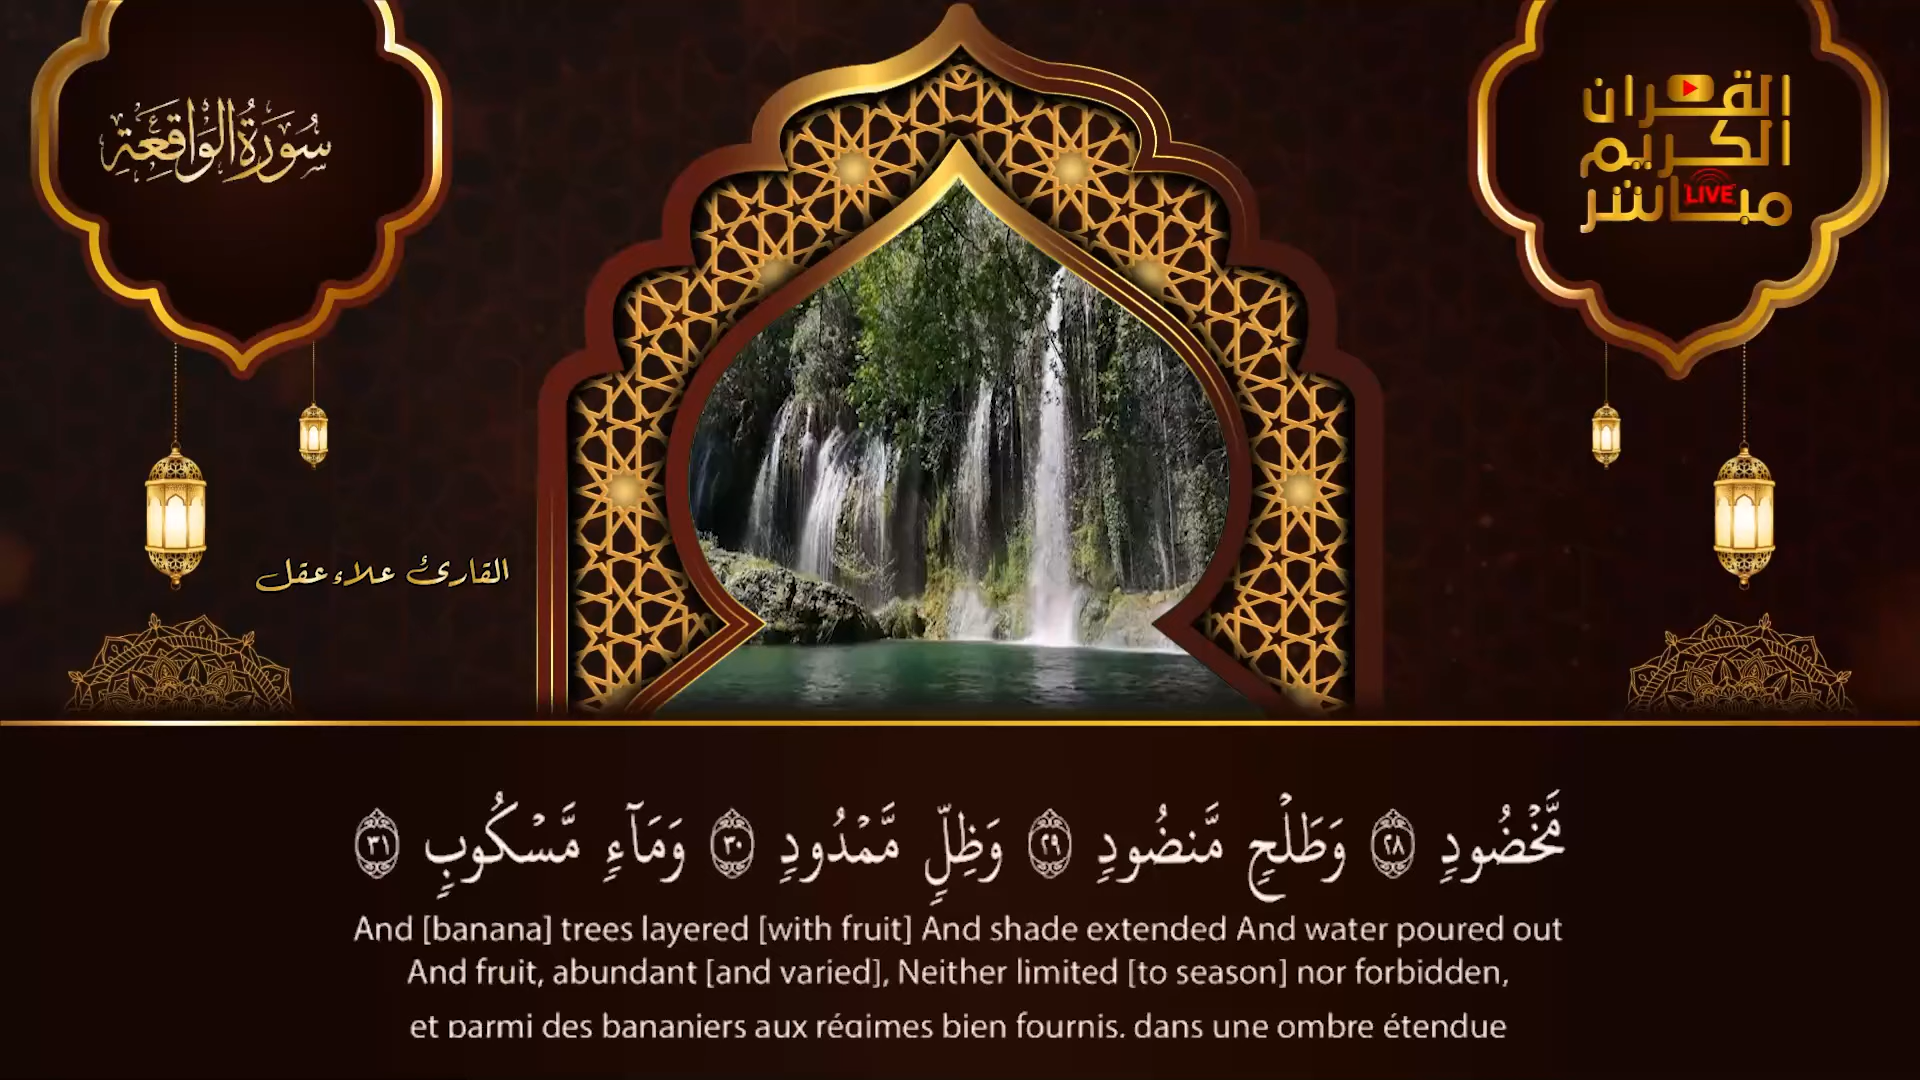 سُورَةُ الوَاقِعَةِ
القرآن
الكريم
مباشر
LIVE
القارئ علاء عقل
مَّخْضُودٍ ٢٨ وَطَلْحٍ مَّنضُودٍ ٢٩ وَظِلٍّ مَّمْدُودٍ ٣٠ وَمَآءٍ مَّسْكُوبٍ ٣١
And [banana] trees layered [with fruit] And shade extended And water poured out
And fruit, abundant [and varied], Neither limited [to season] nor forbidden,
et parmi des bananiers aux régimes bien fournis, dans une ombre étendue